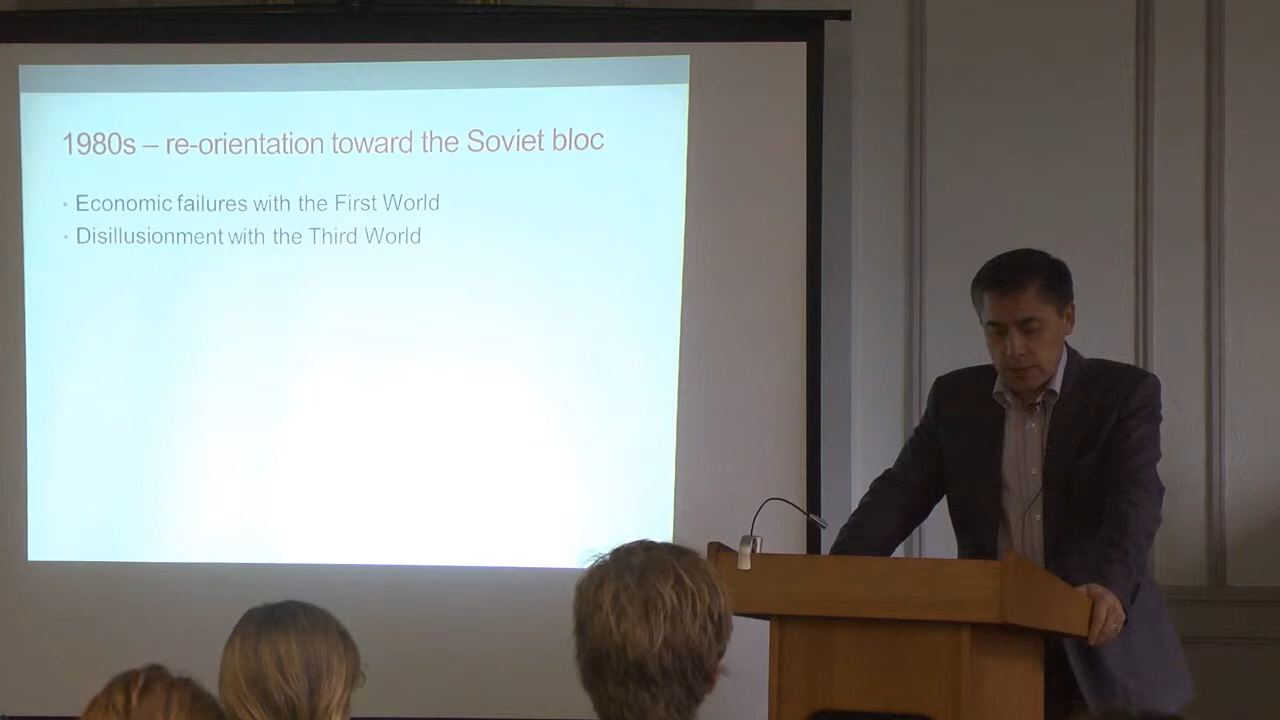 1980s – re-orientation toward the Soviet bloc
• Economic failures with the First World
• Disillusionment with the Third World